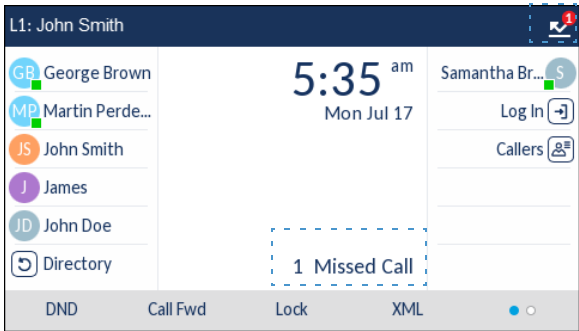 L1: John Smith
1
GB George Brown
MP Martin Perde...
JS John Smith
J James
JD John Doe
Directory
5:35 am
Mon Jul 17
1 Missed Call
Samantha Br... S
Log In
Callers
DND Call Fwd Lock XML